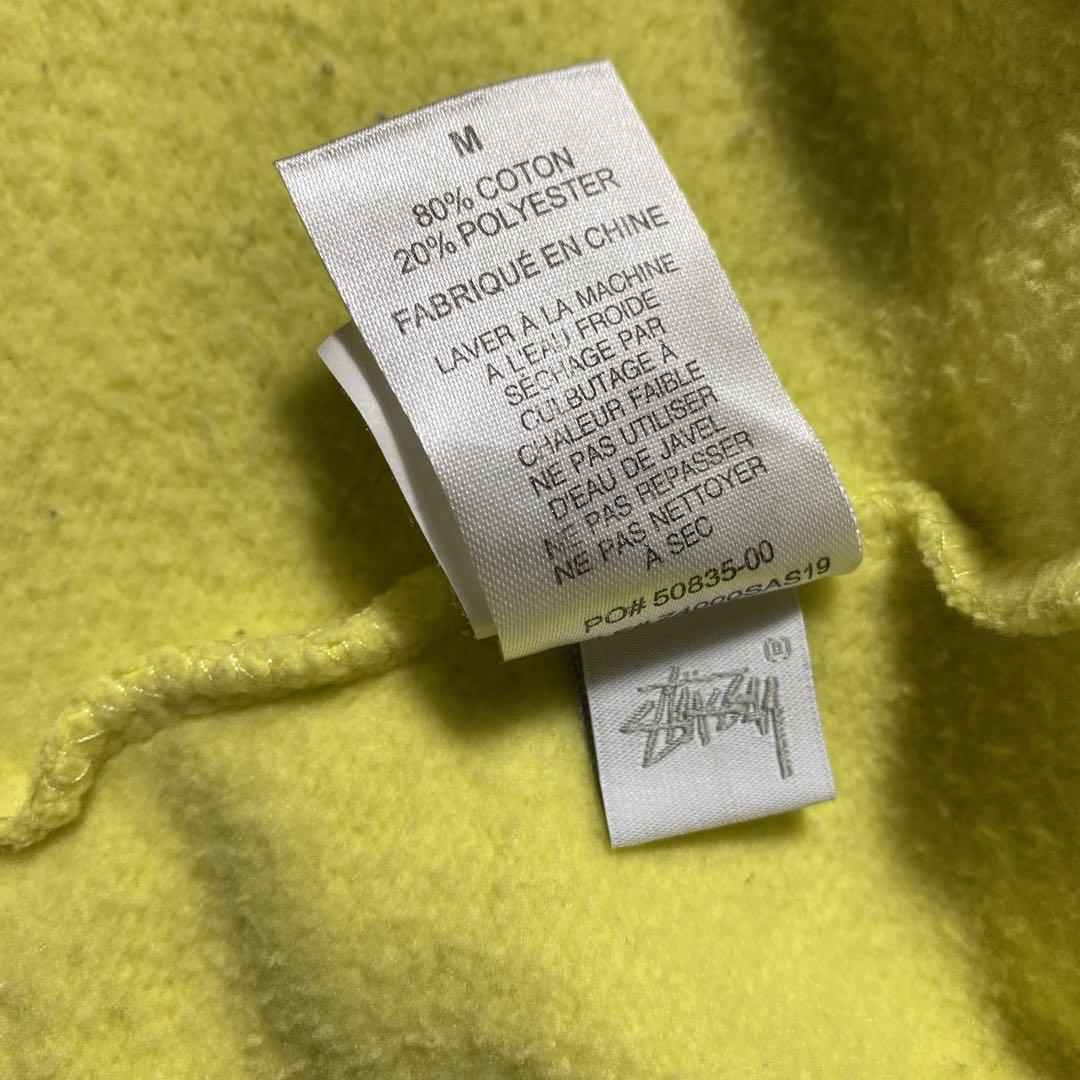 M
80% COTON
20% POLYESTER
FABRIQUÉ EN CHINE
LAVER À LA MACHINE
A L'EAU FROIDE
SÉCHAGE PAR
CULBUTAGE À
CHALEUR FAIBLE
NE PAS UTILISER
D'EAU DE JAVEL
NE PAS REPASSER
NE PAS NETTOYER
A SEC
PO# 50835-00
STÜSSY